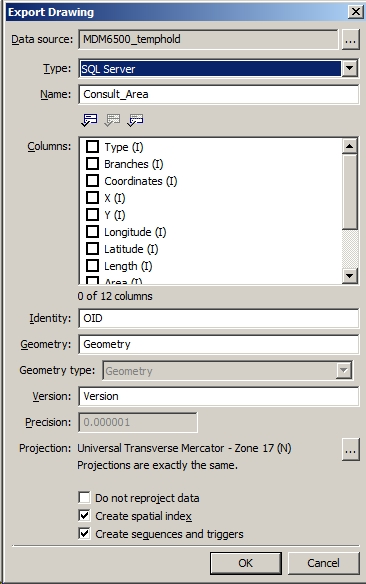 Export Drawing
Data source: MDM6500_temphold ...
Type: SQL Server
Name: Consult_Area
Columns: Type (I)
Branches (I)
Coordinates (I)
X (I)
Y (I)
Longitude (I)
Latitude (I)
Length (I)
Area (I)
0 of 12 columns
Identity: OID
Geometry: Geometry
Geometry type: Geometry
Version: Version
Precision: 0.000001
Projection: Universal Transverse Mercator - Zone 17 (N) ...
Projections are exactly the same.
Do not reproject data
Create spatial index
Create sequences and triggers
OK Cancel